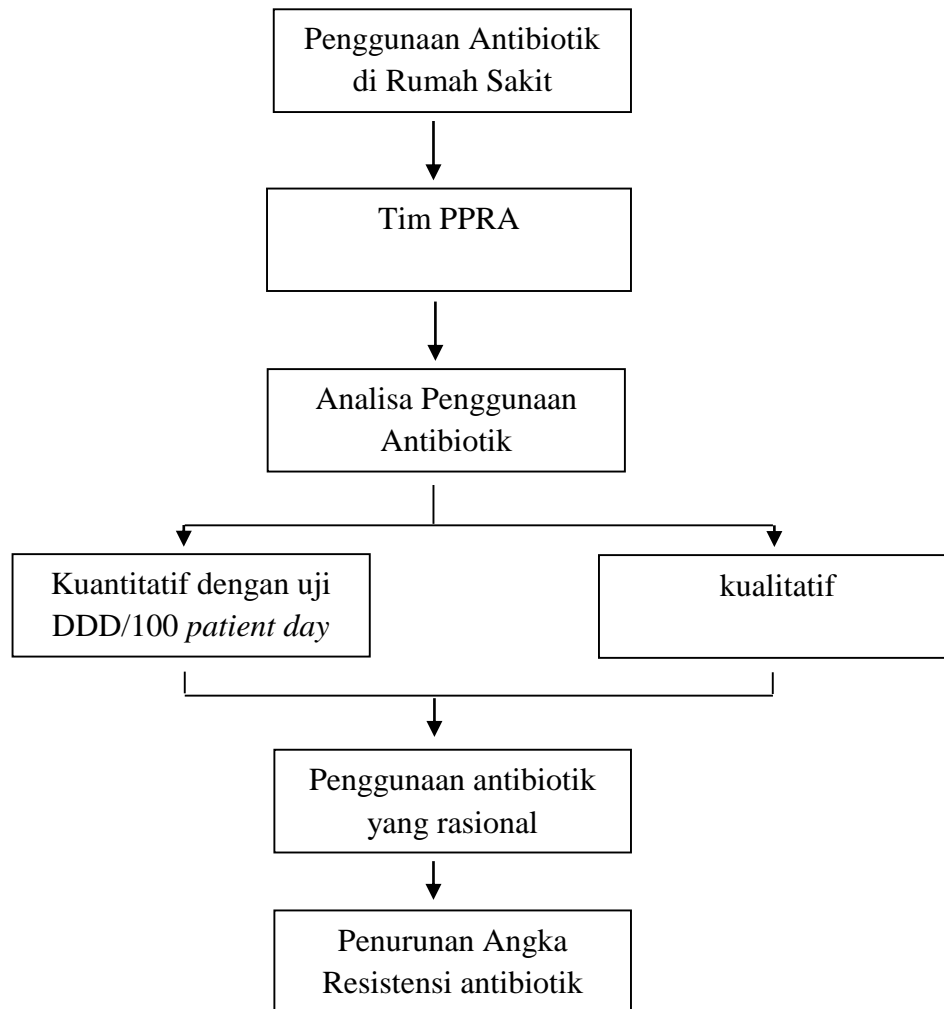 Penggunaan Antibiotik
di Rumah Sakit
Tim PPRA
Analisa Penggunaan
Antibiotik
Kuantitatif dengan uji
DDD/100 patient day
kualitatif
Penggunaan antibiotik
yang rasional
Penurunan Angka
Resistensi antibiotik